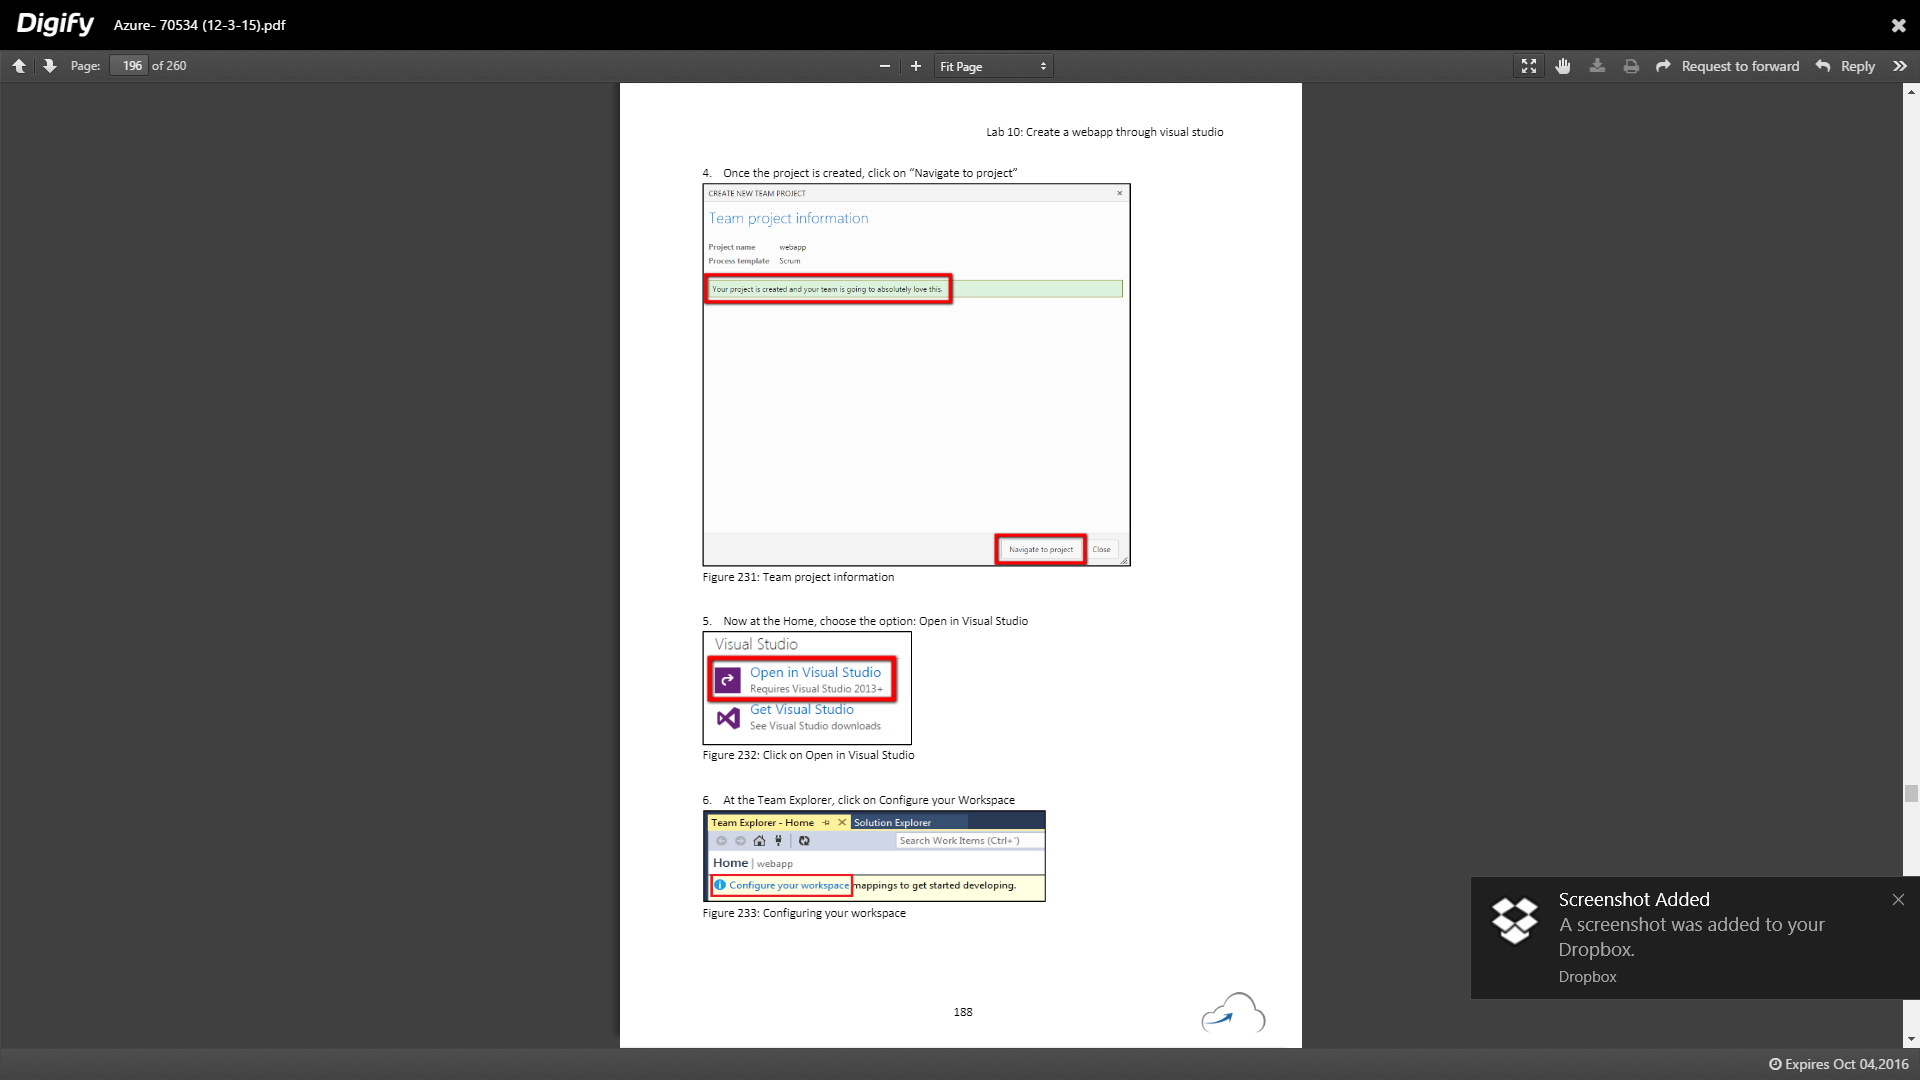 Digify Azure- 70534 (12-3-15).pdf
Page: 196 of 260 Fit Page Request to forward Reply
Lab 10: Create a webapp through visual studio
4. Once the project is created, click on “Navigate to project”
CREATE NEW TEAM PROJECT
Team project information
Project name webapp
Process template Scrum
Your project is created and your team is going to absolutely love this.
Navigate to project Close
Figure 231: Team project information
5. Now at the Home, choose the option: Open in Visual Studio
Visual Studio
Open in Visual Studio
Requires Visual Studio 2013+
Get Visual Studio
See Visual Studio downloads
Figure 232: Click on Open in Visual Studio
6. At the Team Explorer, click on Configure your Workspace
Team Explorer - Home Solution Explorer
Search Work Items (Ctrl+')
Home | webapp
Configure your workspace mappings to get started developing.
Figure 233: Configuring your workspace
188
Screenshot Added
A screenshot was added to your
Dropbox.
Dropbox
Expires Oct 04,2016